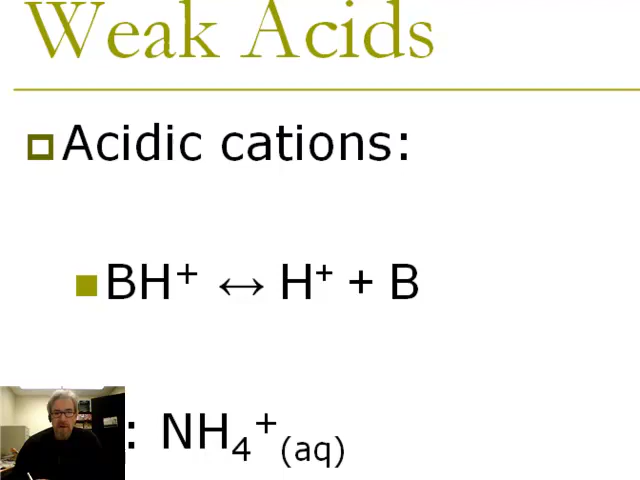 Weak Acids
Acidic cations:
BH⁺ ↔ H⁺ + B
: NH₄⁺(aq)